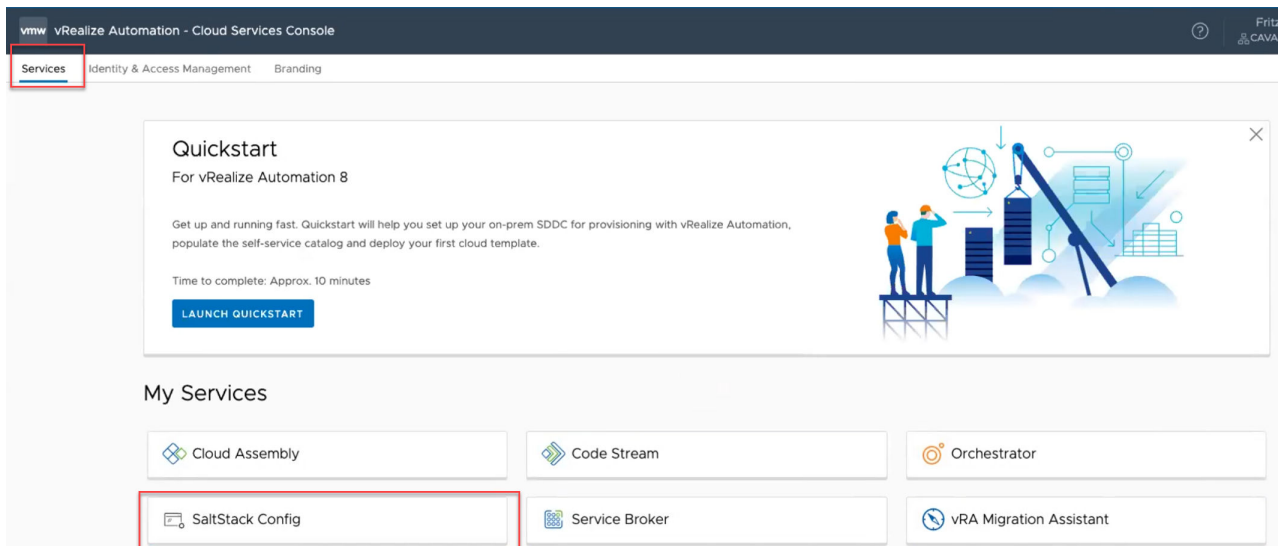 vmw vRealize Automation - Cloud Services Console
Fritz
CAVA
Services Identity & Access Management Branding
Quickstart
For vRealize Automation 8
Get up and running fast. Quickstart will help you set up your on-prem SDDC for provisioning with vRealize Automation,
populate the self-service catalog and deploy your first cloud template.
Time to complete: Approx. 10 minutes
LAUNCH QUICKSTART
My Services
Cloud Assembly
Code Stream
Orchestrator
SaltStack Config
Service Broker
vRA Migration Assistant